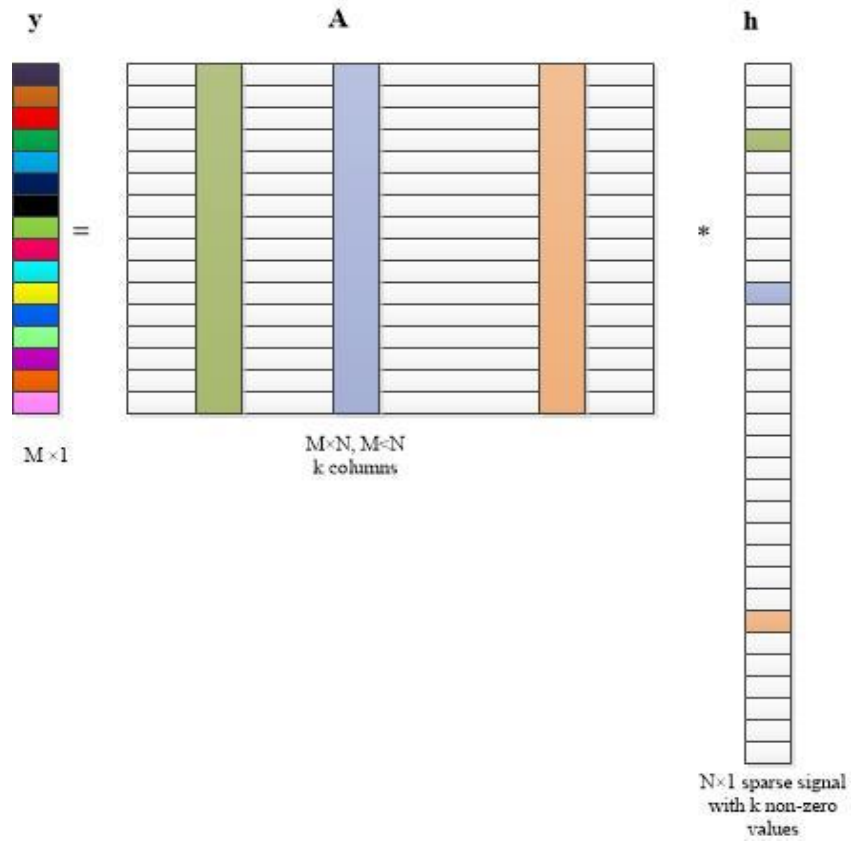 y
A
h
=
*
M ×1
M×N, M<N
k columns
N×1 sparse signal
with k non-zero
values